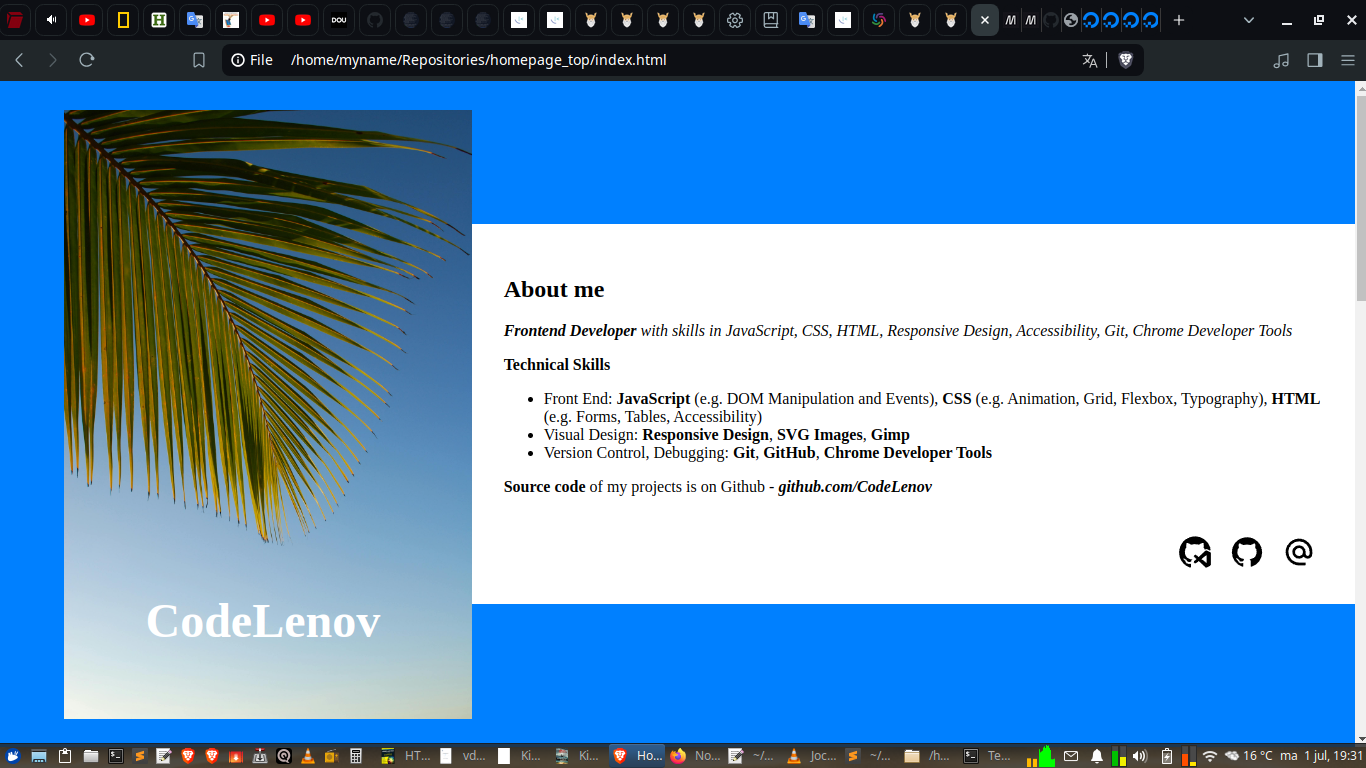 DOU
File /home/myname/Repositories/homepage_top/index.html
About me
Frontend Developer with skills in JavaScript, CSS, HTML, Responsive Design, Accessibility, Git, Chrome Developer Tools
Technical Skills
Front End: JavaScript (e.g. DOM Manipulation and Events), CSS (e.g. Animation, Grid, Flexbox, Typography), HTML
(e.g. Forms, Tables, Accessibility)
Visual Design: Responsive Design, SVG Images, Gimp
Version Control, Debugging: Git, GitHub, Chrome Developer Tools
Source code of my projects is on Github - github.com/CodeLenov
CodeLenov
HT... vd... Ki... Ki... Ho... No... ~/... Joc... ~/... /h... Te... 16 °C ma 1 jul, 19:31